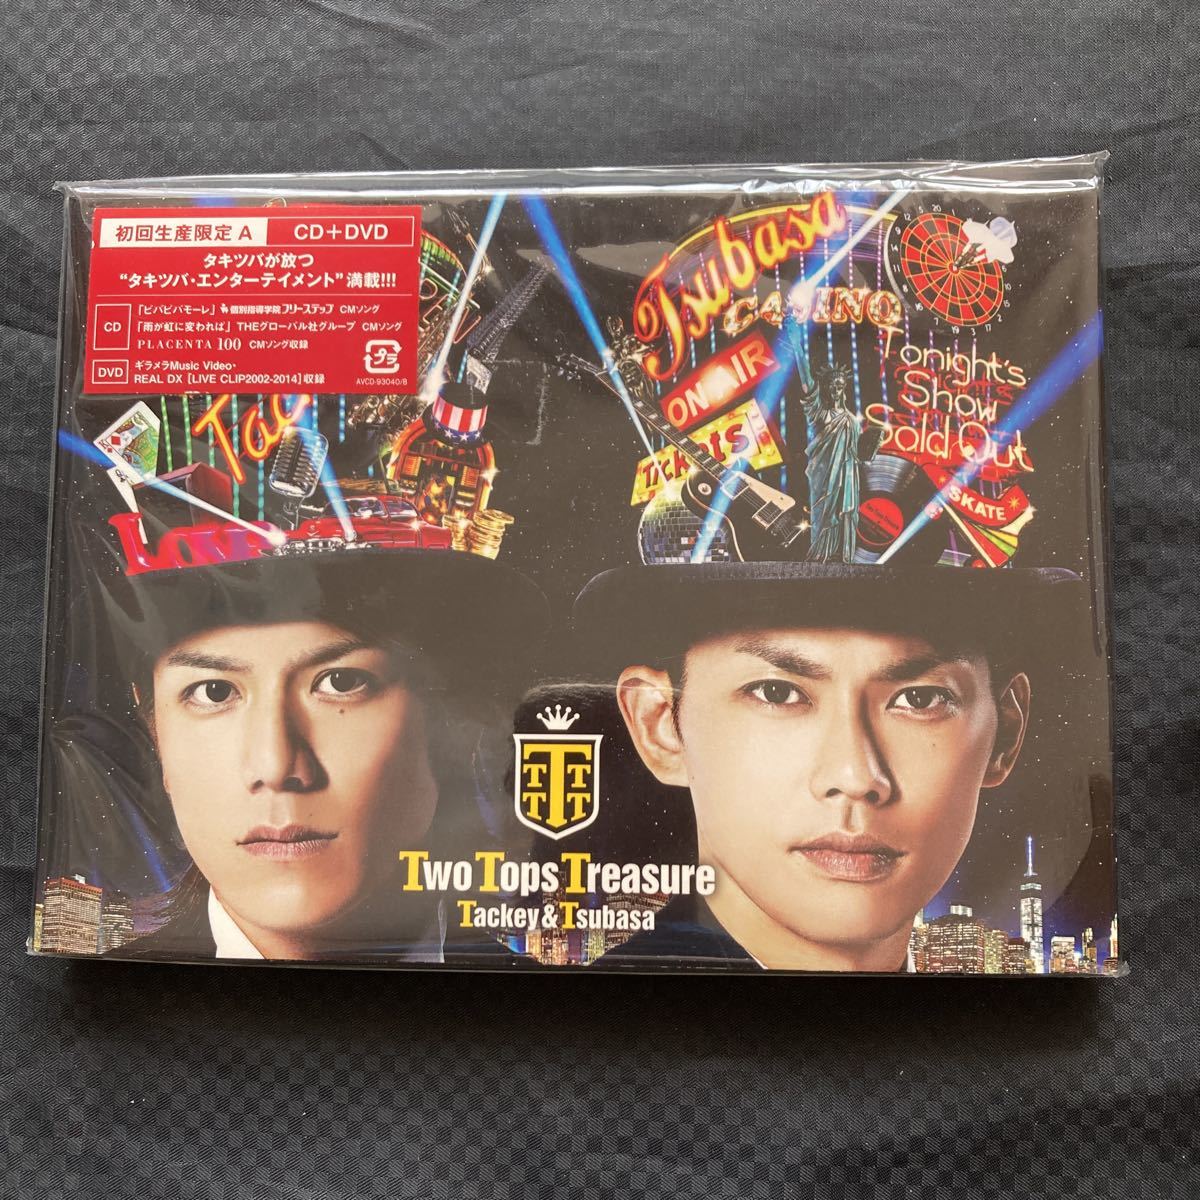 初回生産限定 A
CD+DVD
タキツバが放つ
“タキツバ・エンターテイメント”満載!!!
CD
「ビバビバモーレ」 個別指導学院フリーステップ CMソング
「雨が虹に変われば」THEグローバル社グループ CMソング
PLACENTA 100 CMソング収録
DVD
ギラメラMusic Video・
REAL DX [LIVE CLIP2002-2014]収録
プラ
AVCD-93040/B
Love
Tsubasa
CASINO
ON AIR
Tickets
Tonight's
Show
Sold Out
SKATE
Two Tops Treasure
T
T T
T T
Two Tops Treasure
Tackey & Tsubasa